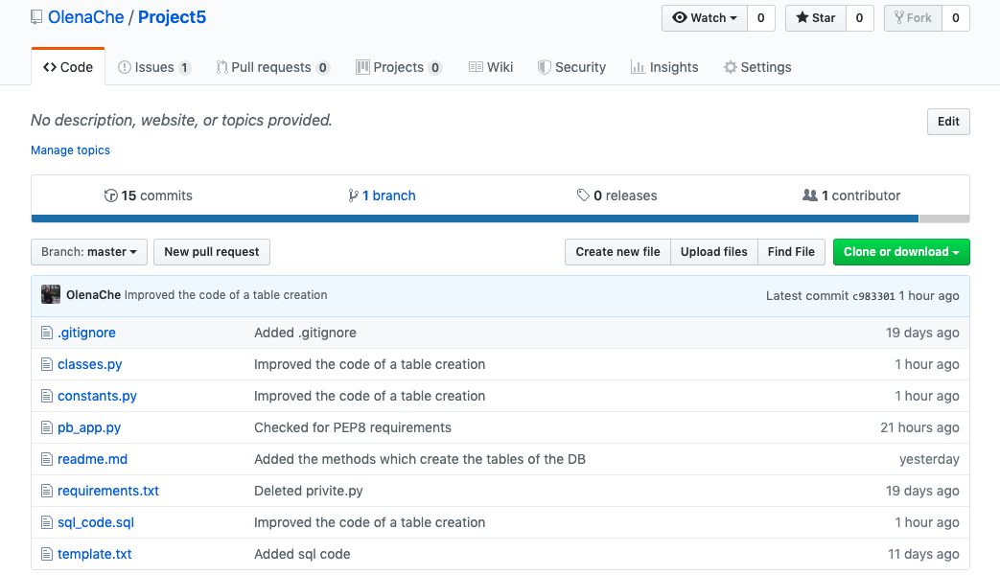 OlenaChe / Project5 Watch 0 Star 0 Fork 0
Code Issues 1 Pull requests 0 Projects 0 Wiki Security Insights Settings
No description, website, or topics provided. Edit
Manage topics
15 commits 1 branch 0 releases 1 contributor
Branch: master New pull request Create new file Upload files Find File Clone or download
OlenaChe Improved the code of a table creation Latest commit c983301 1 hour ago
.gitignore Added .gitignore 19 days ago
classes.py Improved the code of a table creation 1 hour ago
constants.py Improved the code of a table creation 1 hour ago
pb_app.py Checked for PEP8 requirements 21 hours ago
readme.md Added the methods which create the tables of the DB yesterday
requirements.txt Deleted privite.py 19 days ago
sql_code.sql Improved the code of a table creation 1 hour ago
template.txt Added sql code 11 days ago